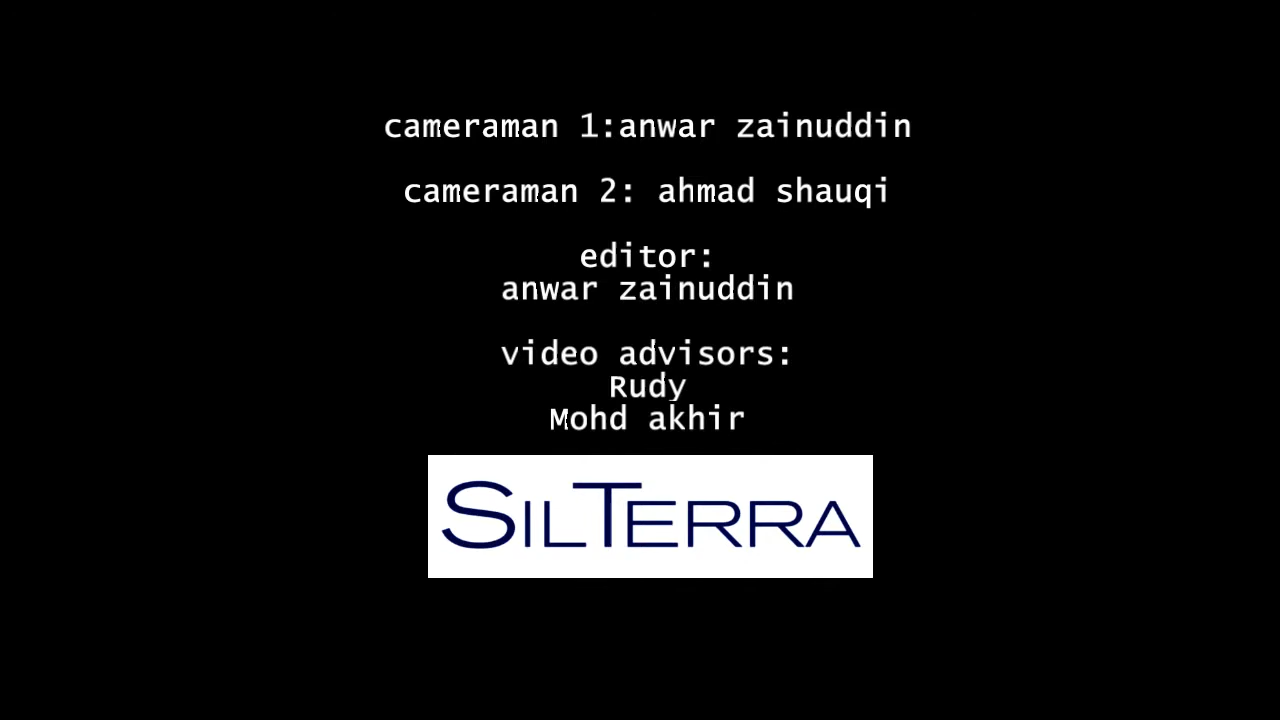 cameraman 1:anwar zainuddin
cameraman 2: ahmad shauqi
editor:
anwar zainuddin
video advisors:
Rudy
Mohd akhir
SILTERRA